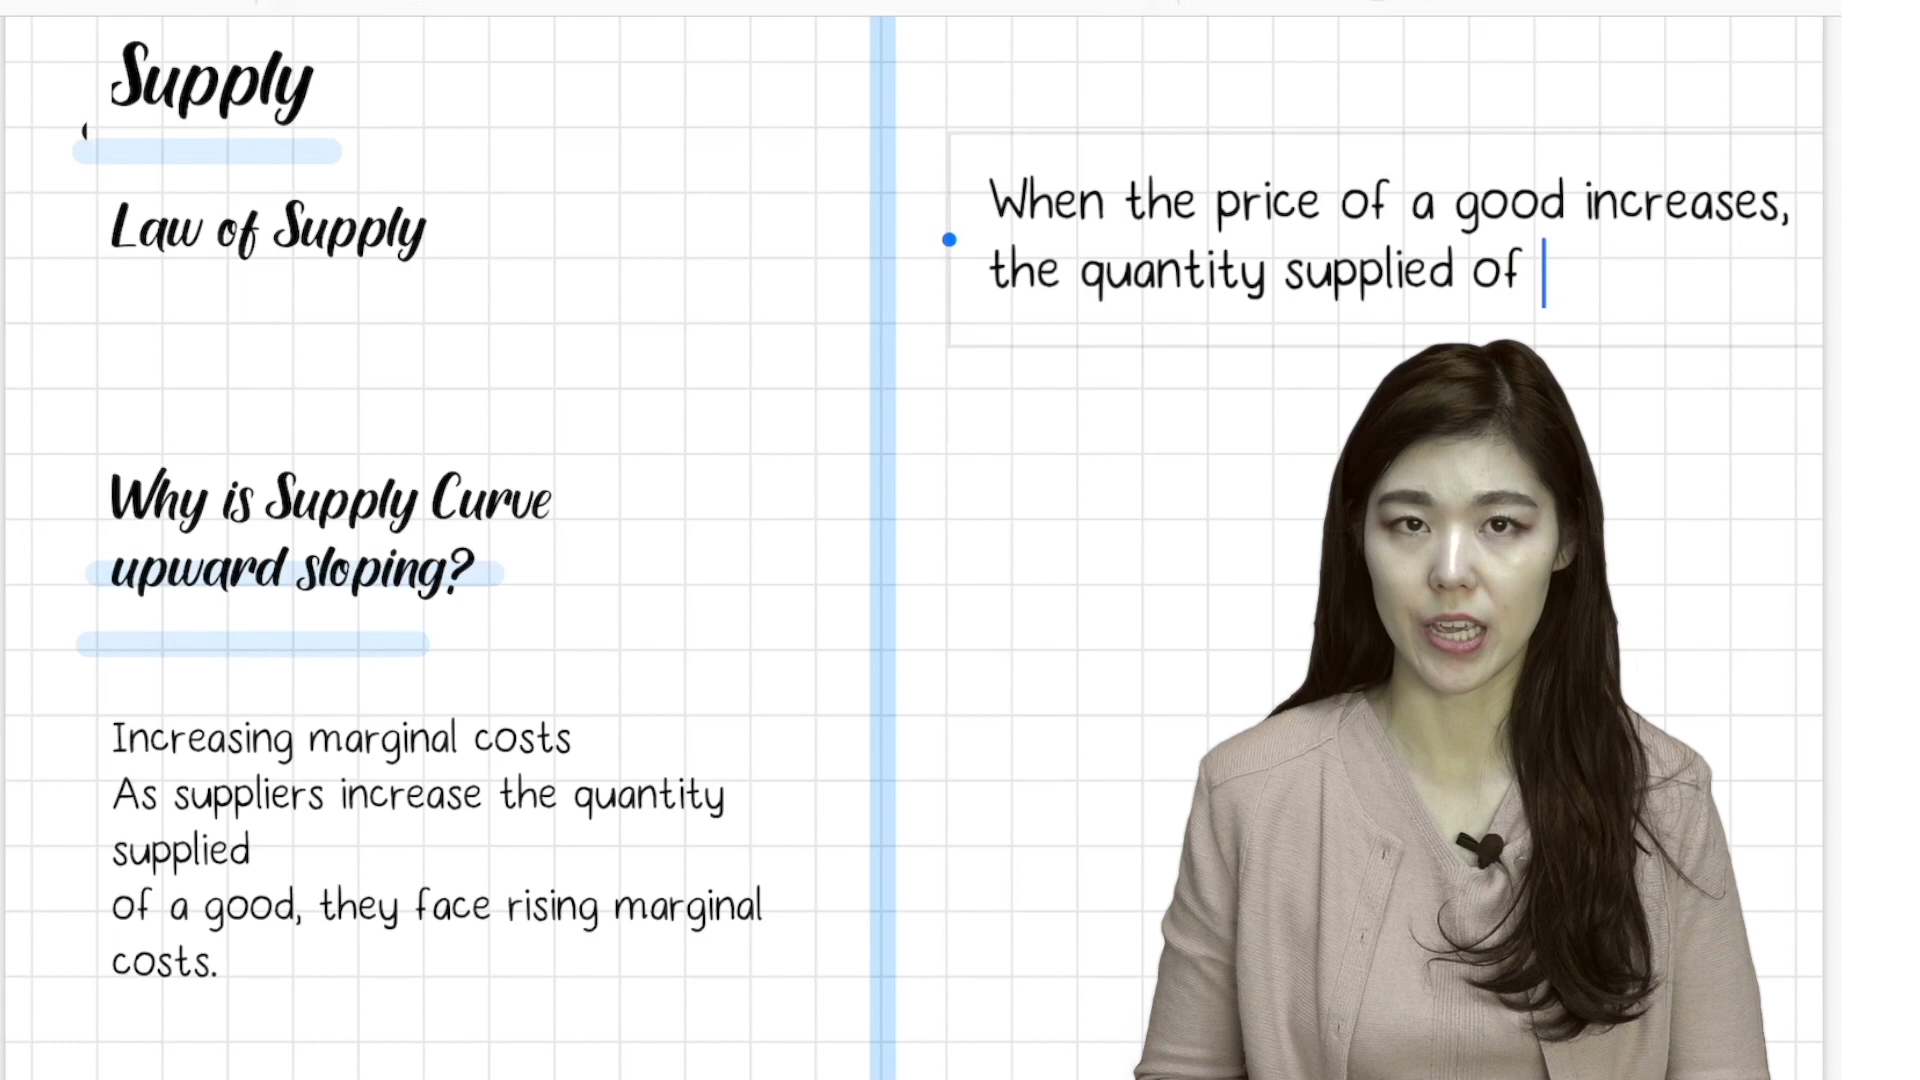 Supply
Law of Supply
Why is Supply Curve
upward sloping?
Increasing marginal costs
As suppliers increase the quantity
supplied
of a good, they face rising marginal
costs.
When the price of a good increases,
the quantity supplied of